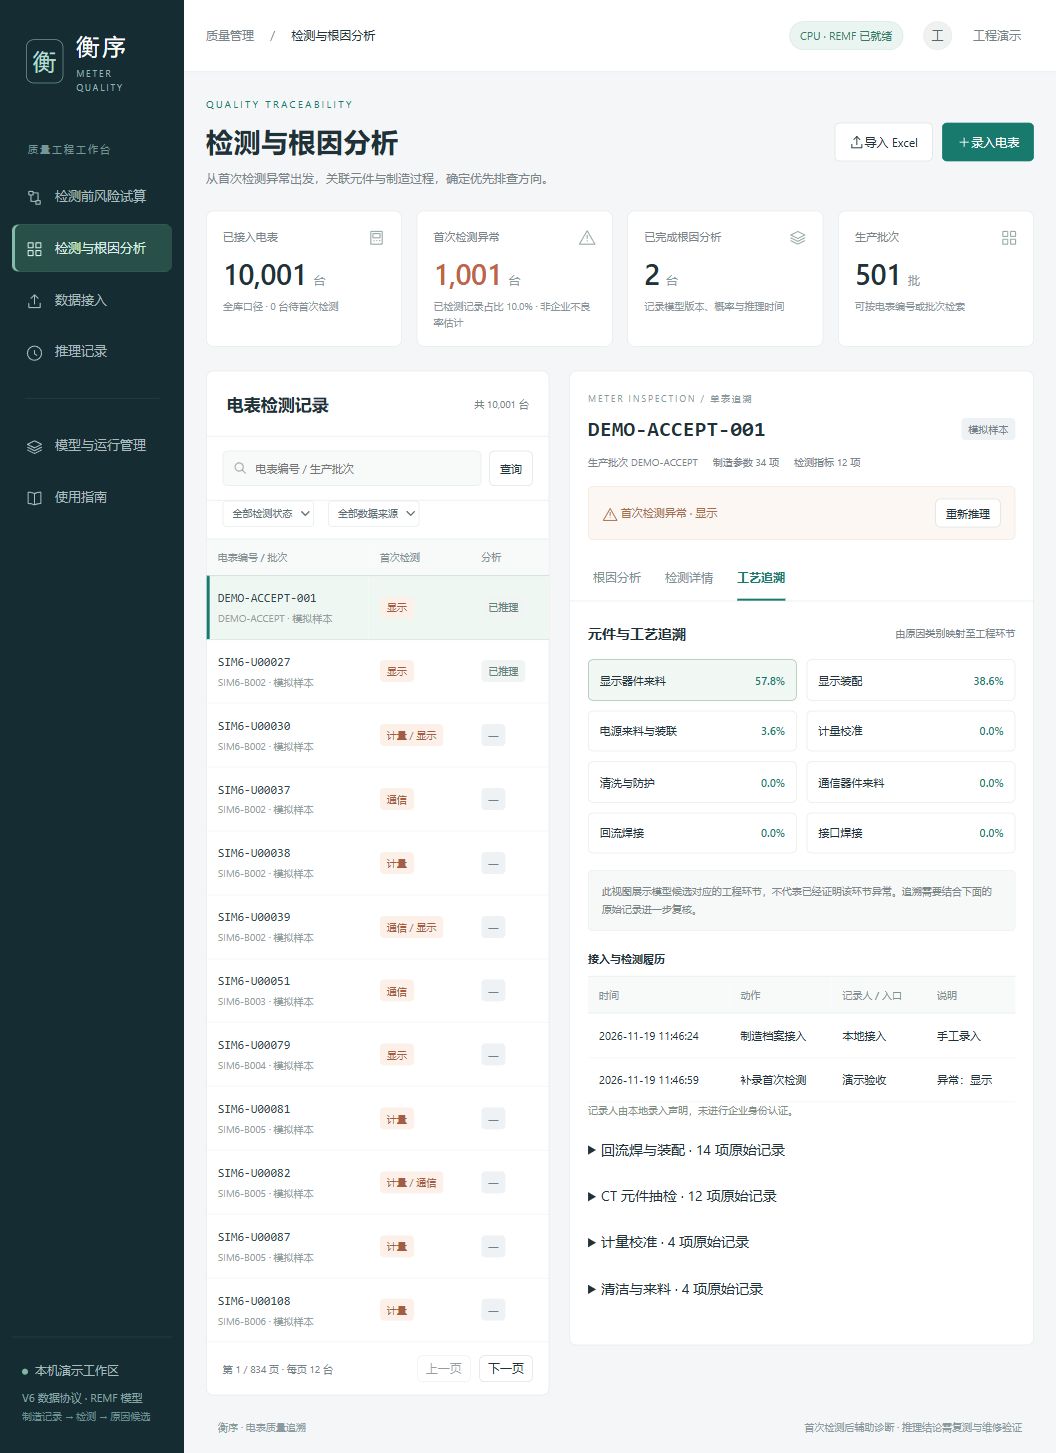 衡
衡序
METER
QUALITY
质量工程工作台
检测前风险试算
检测与根因分析
数据接入
推理记录
模型与运行管理
使用指南
本机演示工作区
V6 数据协议 · REMF 模型
制造记录 → 检测 → 原因候选
质量管理 / 检测与根因分析
CPU · REMF 已就绪
工
工程演示
QUALITY TRACEABILITY
检测与根因分析
从首次检测异常出发，关联元件与制造过程，确定优先排查方向。
导入 Excel
＋录入电表
已接入电表
10,001 台
全库口径 · 0 台待首次检测
首次检测异常
1,001 台
已检测记录占比 10.0% · 非企业不良
率估计
已完成根因分析
2 台
记录模型版本、概率与推理时间
生产批次
501 批
可按电表编号或批次检索
电表检测记录
共 10,001 台
电表编号 / 生产批次
查询
全部检测状态
全部数据来源
电表编号 / 批次 首次检测 分析
DEMO-ACCEPT-001
DEMO-ACCEPT · 模拟样本
显示
已推理
SIM6-U00027
SIM6-B002 · 模拟样本
显示
已推理
SIM6-U00030
SIM6-B002 · 模拟样本
计量 / 显示
—
SIM6-U00037
SIM6-B002 · 模拟样本
通信
—
SIM6-U00038
SIM6-B002 · 模拟样本
计量
—
SIM6-U00039
SIM6-B002 · 模拟样本
通信 / 显示
—
SIM6-U00051
SIM6-B003 · 模拟样本
通信
—
SIM6-U00079
SIM6-B004 · 模拟样本
显示
—
SIM6-U00081
SIM6-B005 · 模拟样本
计量
—
SIM6-U00082
SIM6-B005 · 模拟样本
计量 / 通信
—
SIM6-U00087
SIM6-B005 · 模拟样本
计量
—
SIM6-U00108
SIM6-B006 · 模拟样本
计量
—
第 1 / 834 页 · 每页 12 台
上一页
下一页
METER INSPECTION / 单表追溯
DEMO-ACCEPT-001
模拟样本
生产批次 DEMO-ACCEPT 制造参数 34 项 检测指标 12 项
首次检测异常 · 显示
重新推理
根因分析 检测详情 工艺追溯
元件与工艺追溯
由原因类别映射至工程环节
显示器件来料 57.8%
显示装配 38.6%
电源来料与装联 3.6%
计量校准 0.0%
清洗与防护 0.0%
通信器件来料 0.0%
回流焊接 0.0%
接口焊接 0.0%
此视图展示模型候选对应的工程环节，不代表已经证明该环节异常。追溯需要结合下面的
原始记录进一步复核。
接入与检测履历
时间 动作 记录人 / 入口 说明
2026-11-19 11:46:24 制造档案接入 本地接入 手工录入
2026-11-19 11:46:59 补录首次检测 演示验收 异常：显示
记录人由本地录入声明，未进行企业身份认证。
▶ 回流焊与装配 · 14 项原始记录
▶ CT 元件抽检 · 12 项原始记录
▶ 计量校准 · 4 项原始记录
▶ 清洁与来料 · 4 项原始记录
衡序 · 电表质量追溯
首次检测后辅助诊断 · 推理结论需复测与维修验证